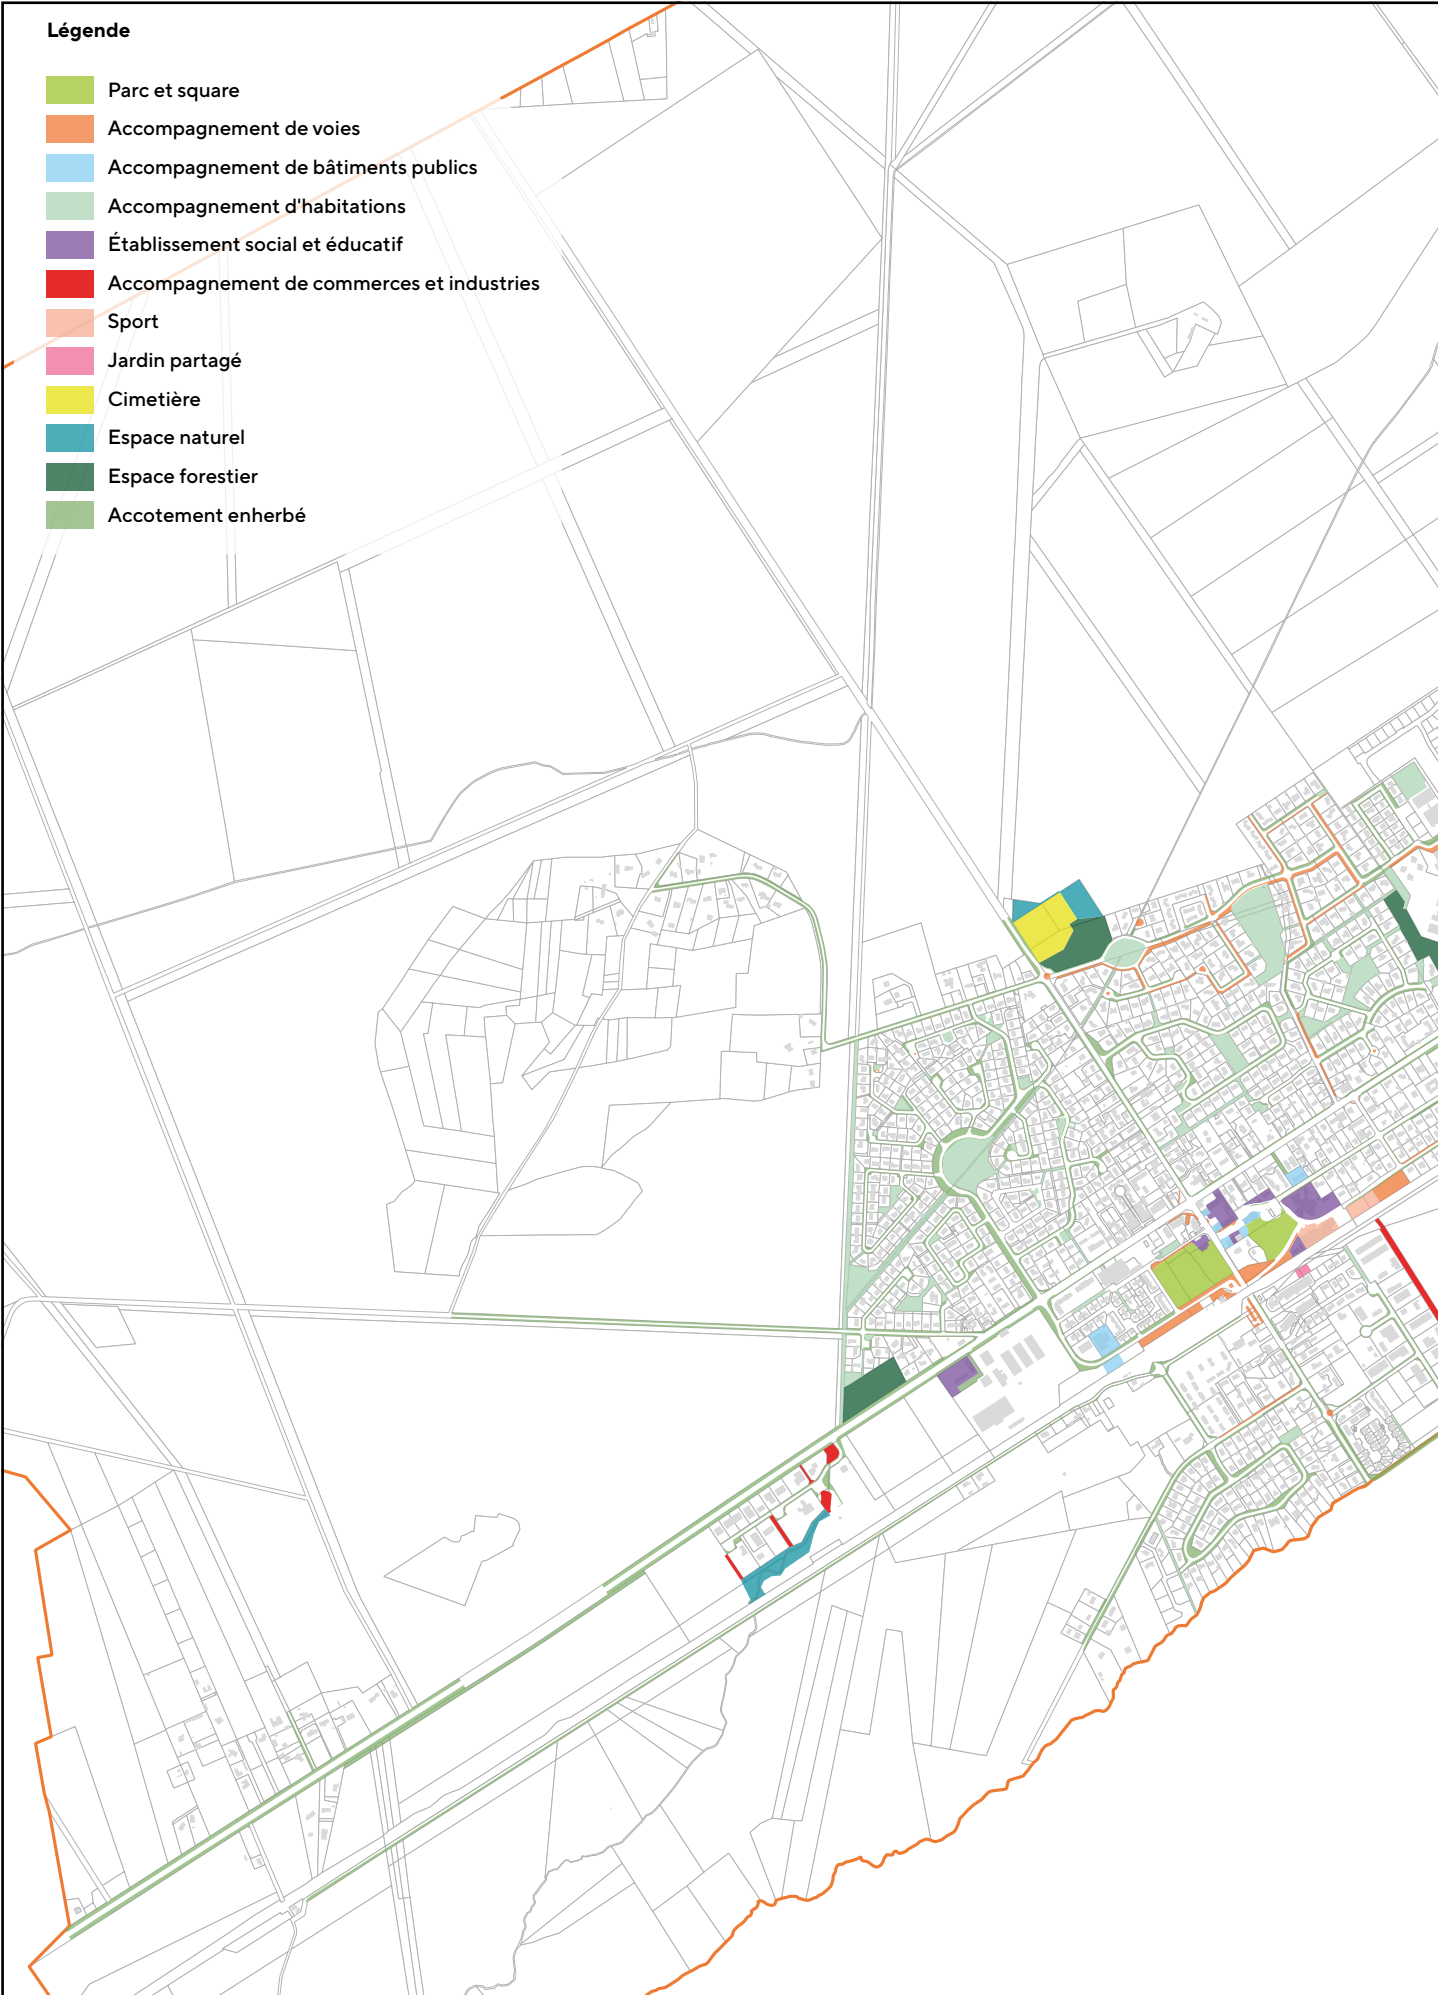 Légende
Parc et square
Accompagnement de voies
Accompagnement de bâtiments publics
Accompagnement d'habitations
Établissement social et éducatif
Accompagnement de commerces et industries
Sport
Jardin partagé
Cimetière
Espace naturel
Espace forestier
Accotement enherbé